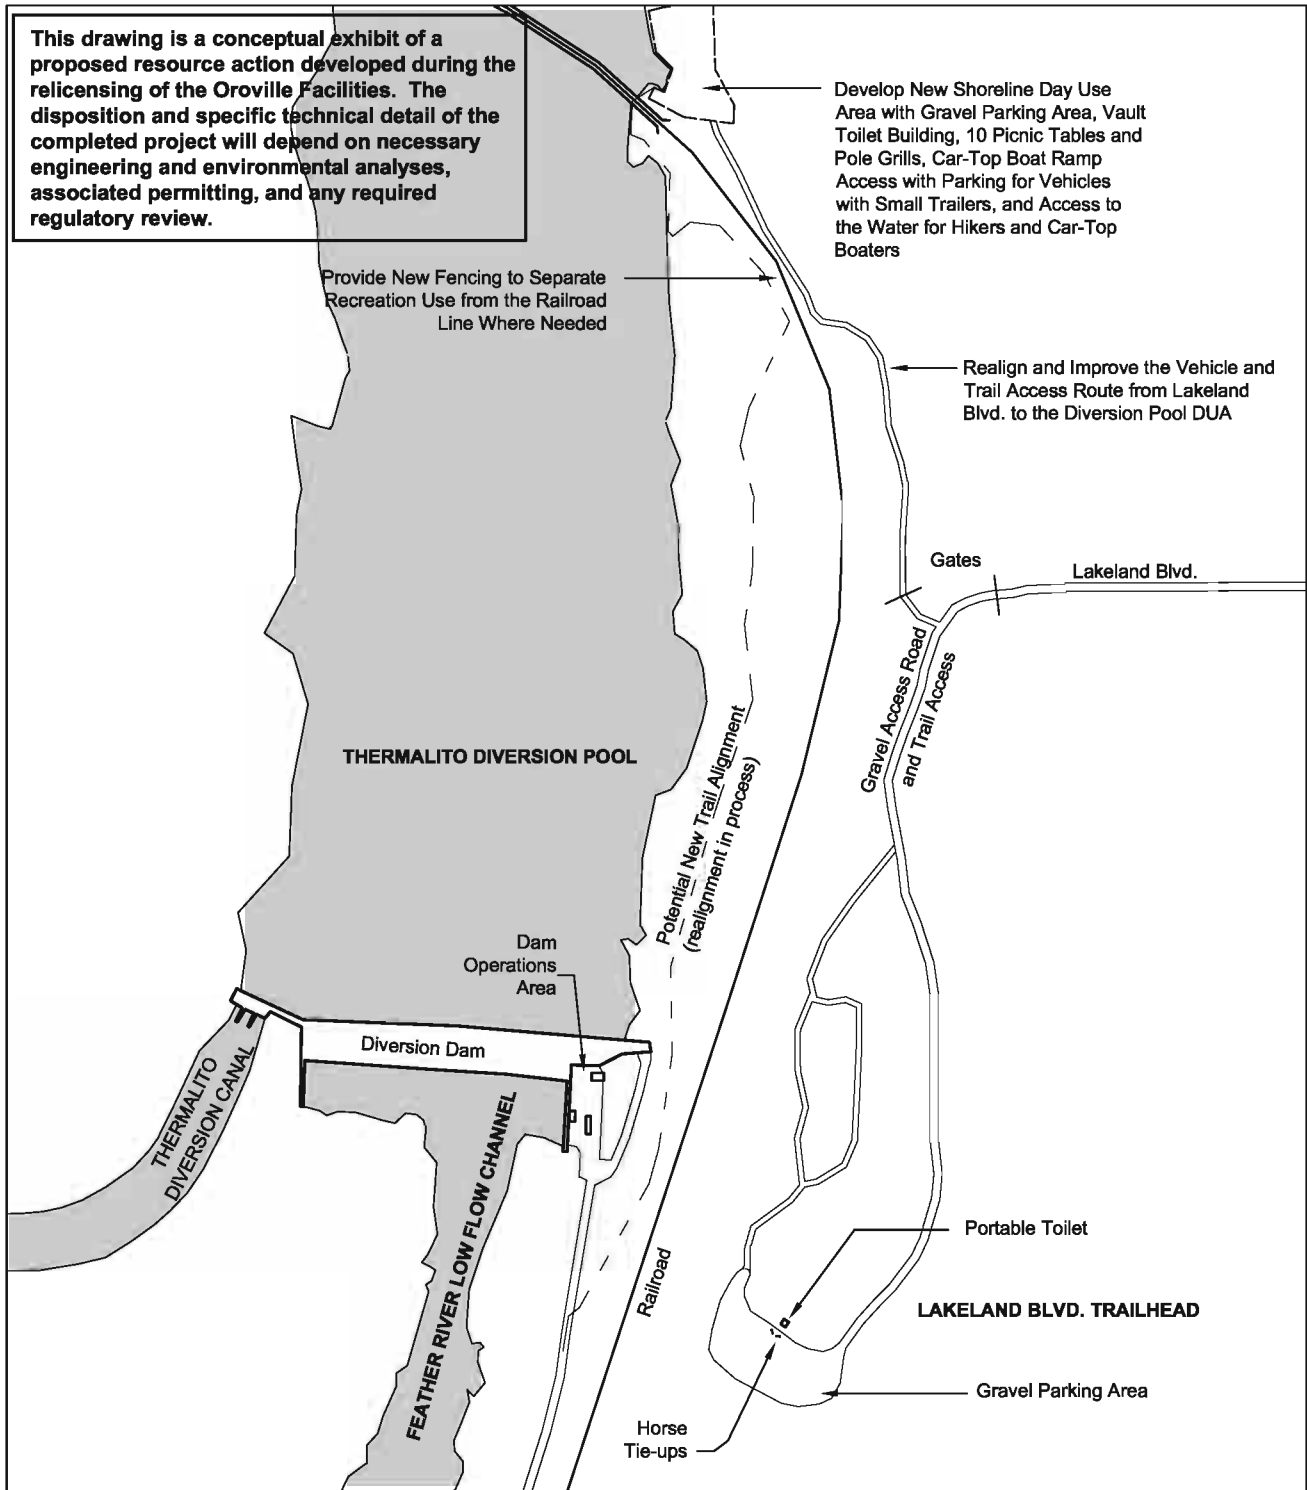 This drawing is a conceptual exhibit of a
proposed resource action developed during the
relicensing of the Oroville Facilities. The
disposition and specific technical detail of the
completed project will depend on necessary
engineering and environmental analyses,
associated permitting, and any required
regulatory review.
Develop New Shoreline Day Use
Area with Gravel Parking Area, Vault
Toilet Building, 10 Picnic Tables and
Pole Grills, Car-Top Boat Ramp
Access with Parking for Vehicles
with Small Trailers, and Access to
the Water for Hikers and Car-Top
Boaters
Provide New Fencing to Separate
Recreation Use from the Railroad
Line Where Needed
Realign and Improve the Vehicle and
Trail Access Route from Lakeland
Blvd. to the Diversion Pool DUA
Gates
Lakeland Blvd.
Gravel Access Road
and Trail Access
THERMALITO DIVERSION POOL
Potential New Trail Alignment
(realignment in process)
Dam
Operations
Area
Diversion Dam
THERMALITO
DIVERSION CANAL
FEATHER RIVER LOW FLOW CHANNEL
Railroad
Portable Toilet
LAKELAND BLVD. TRAILHEAD
Gravel Parking Area
Horse
Tie-ups